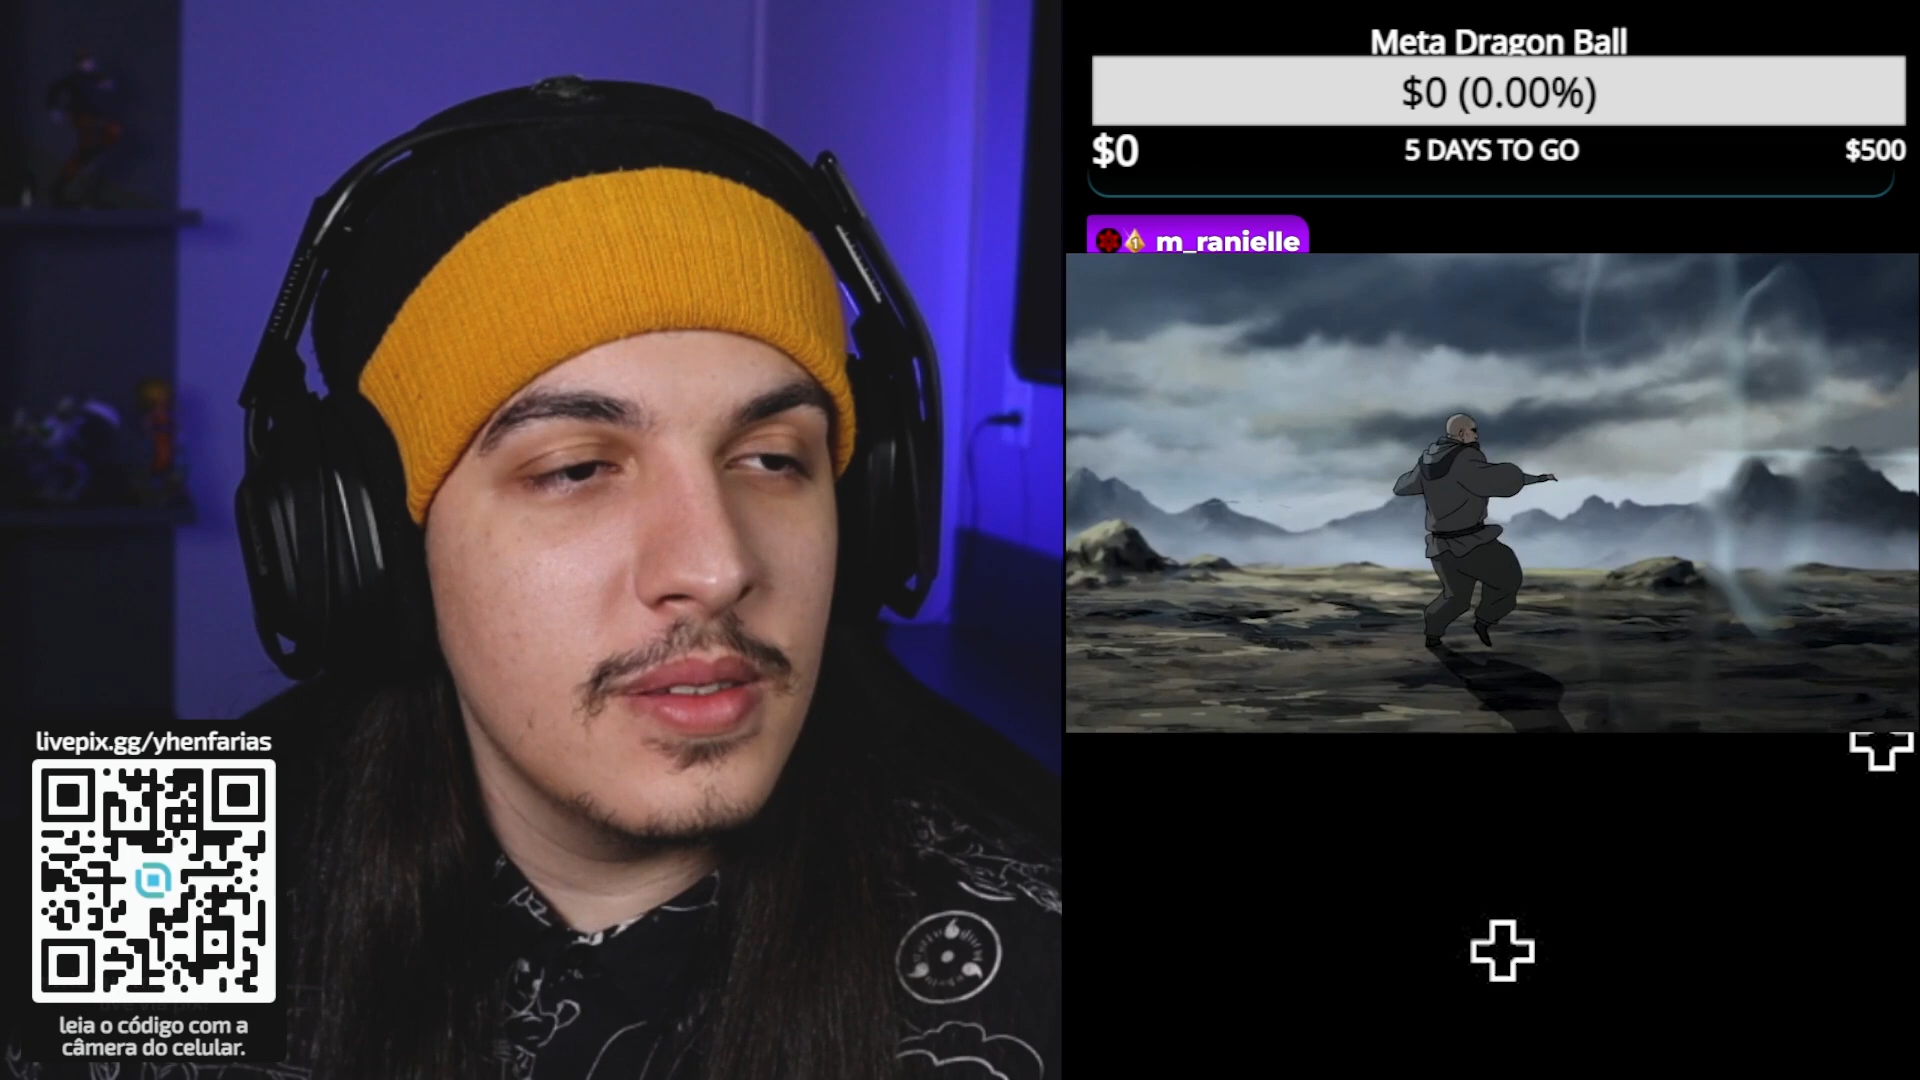 Meta Dragon Ball
$0 (0.00%)
$0 5 DAYS TO GO $500
1 m_ranielle
livepix.gg/yhenfarias
leia o código com a
câmera do celular.